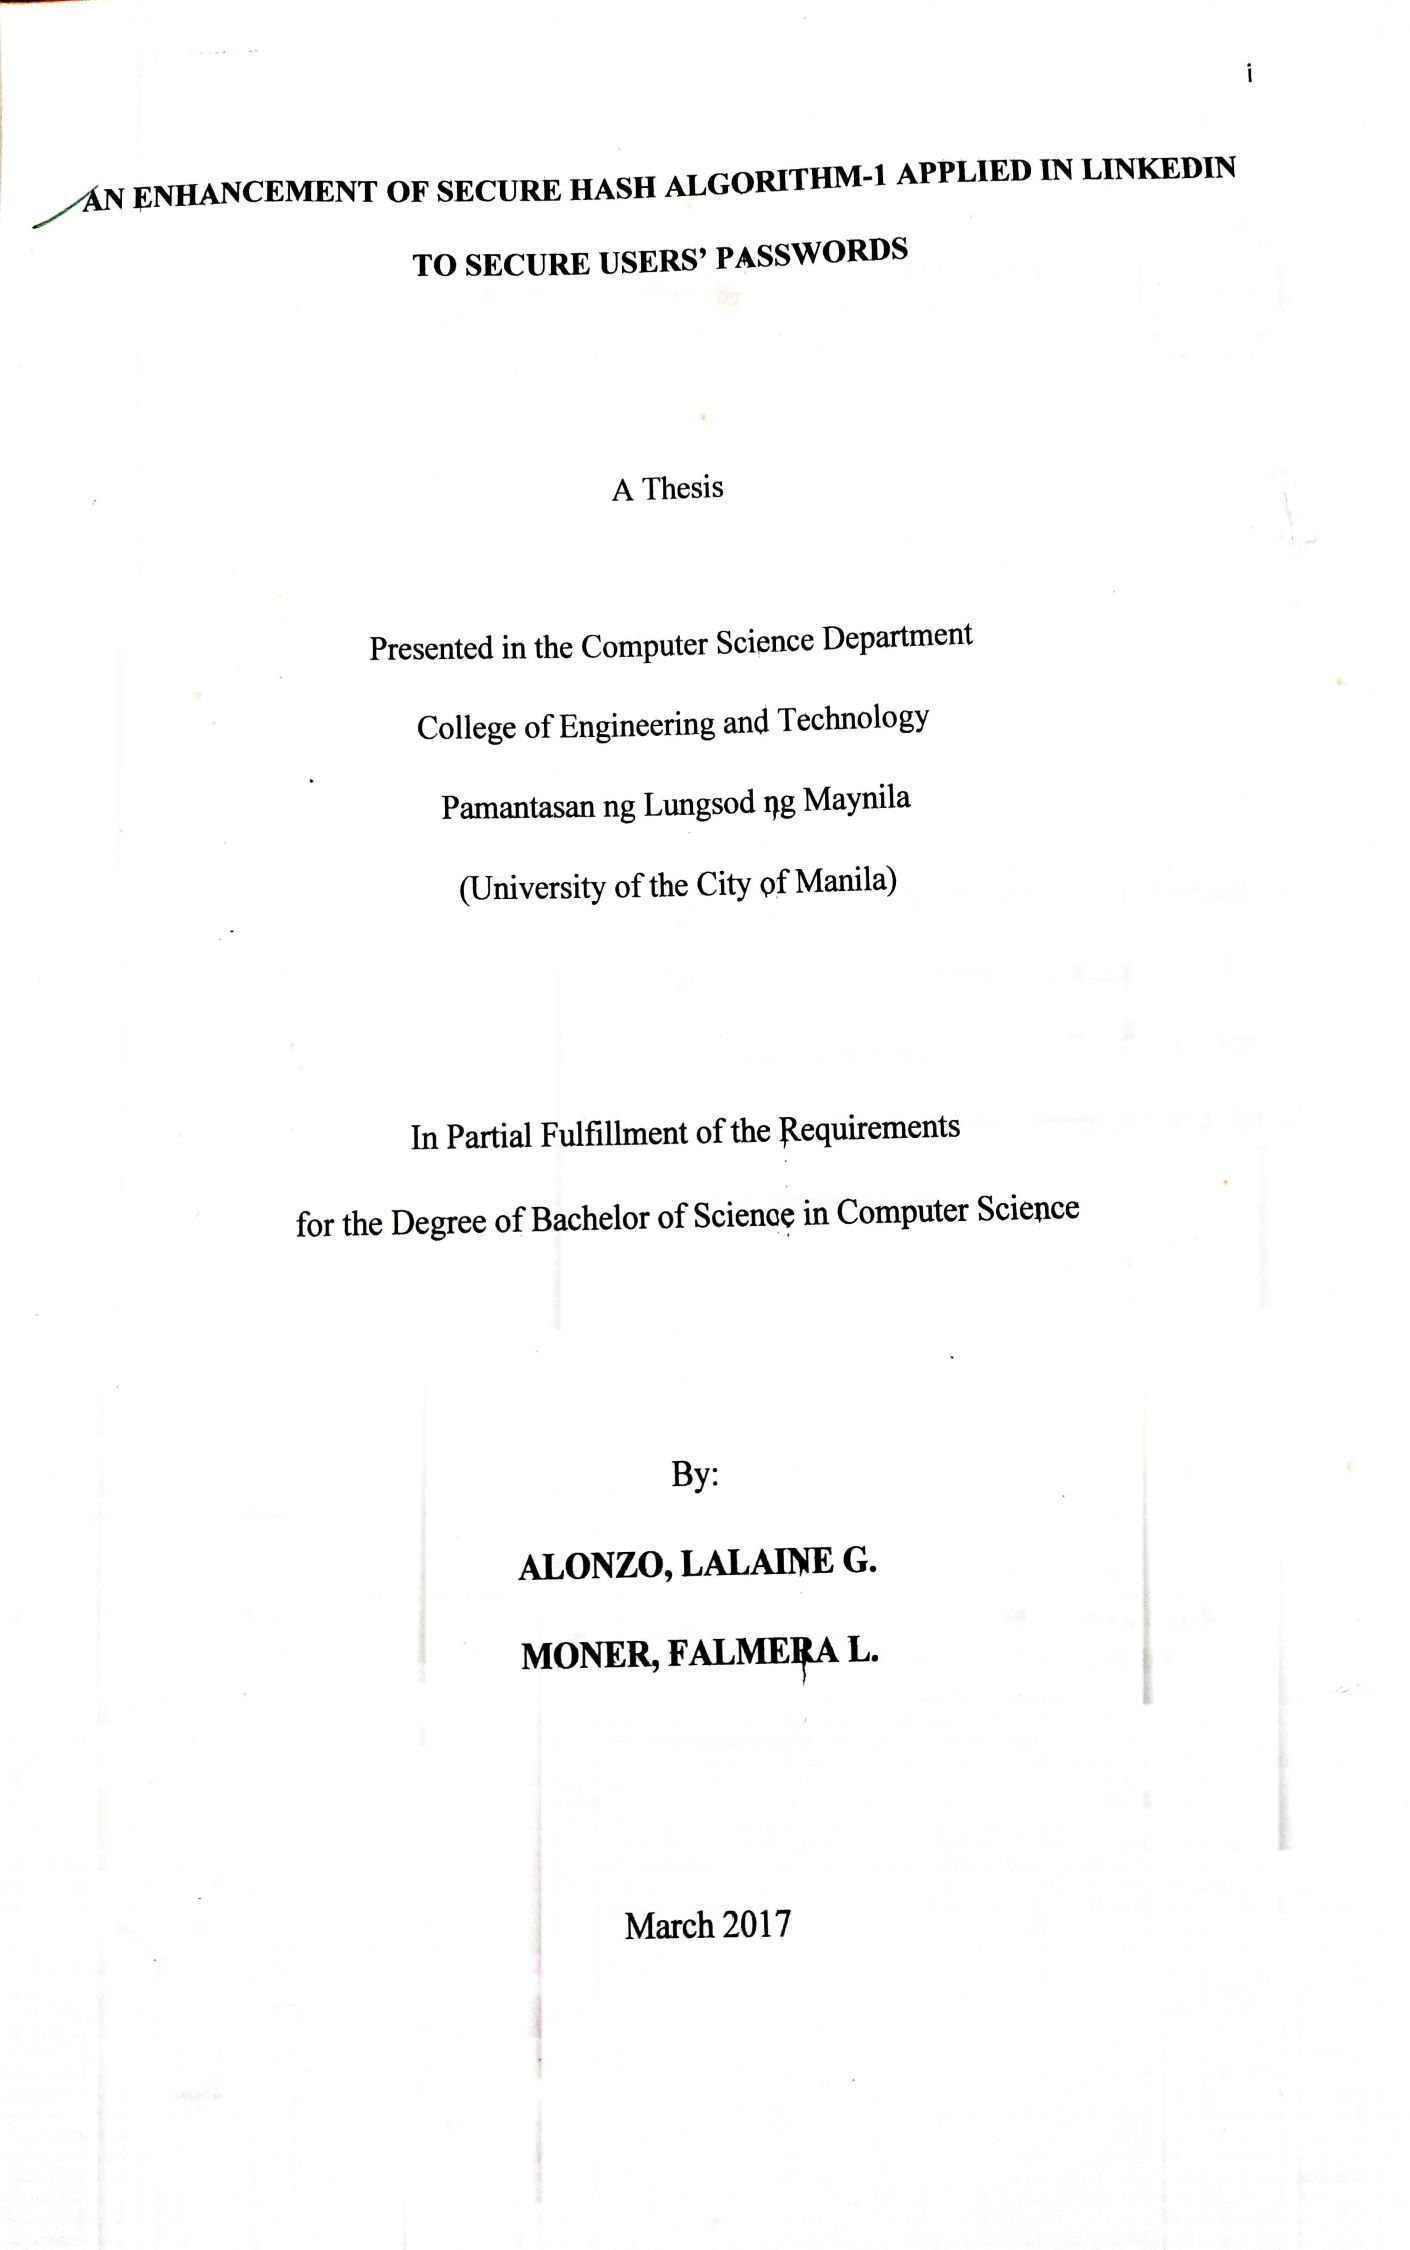 i
AN ENHANCEMENT OF SECURE HASH ALGORITHM-1 APPLIED IN LINKEDIN
TO SECURE USERS’ PASSWORDS
A Thesis
Presented in the Computer Science Department
College of Engineering and Technology
Pamantasan ng Lungsod ng Maynila
(University of the City of Manila)
In Partial Fulfillment of the Requirements
for the Degree of Bachelor of Science in Computer Science
By:
ALONZO, LALAINE G.
MONER, FALMERA L.
March 2017